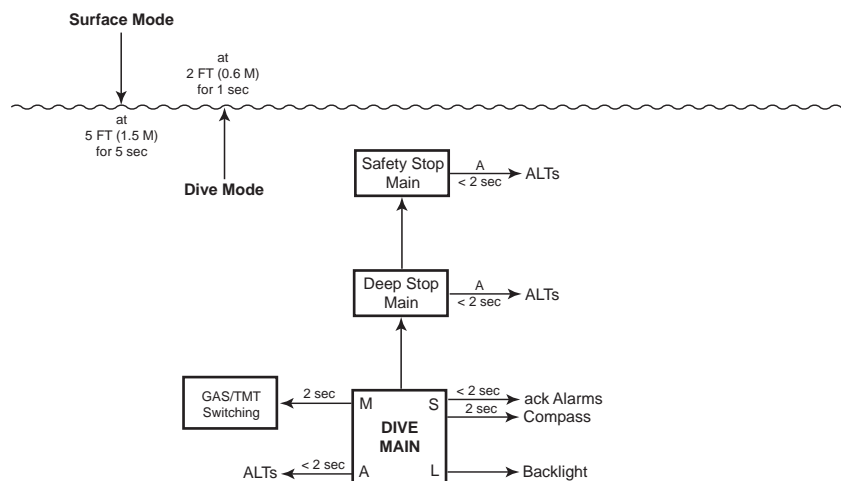 Surface Mode
at
2 FT (0.6 M)
for 1 sec
at
5 FT (1.5 M)
for 5 sec
Dive Mode
Safety Stop
Main
A
< 2 sec
ALTs
Deep Stop
Main
A
< 2 sec
ALTs
GAS/TMT
Switching
2 sec
M
S
< 2 sec
ack Alarms
2 sec
Compass
DIVE
MAIN
ALTs
< 2 sec
A
L
Backlight